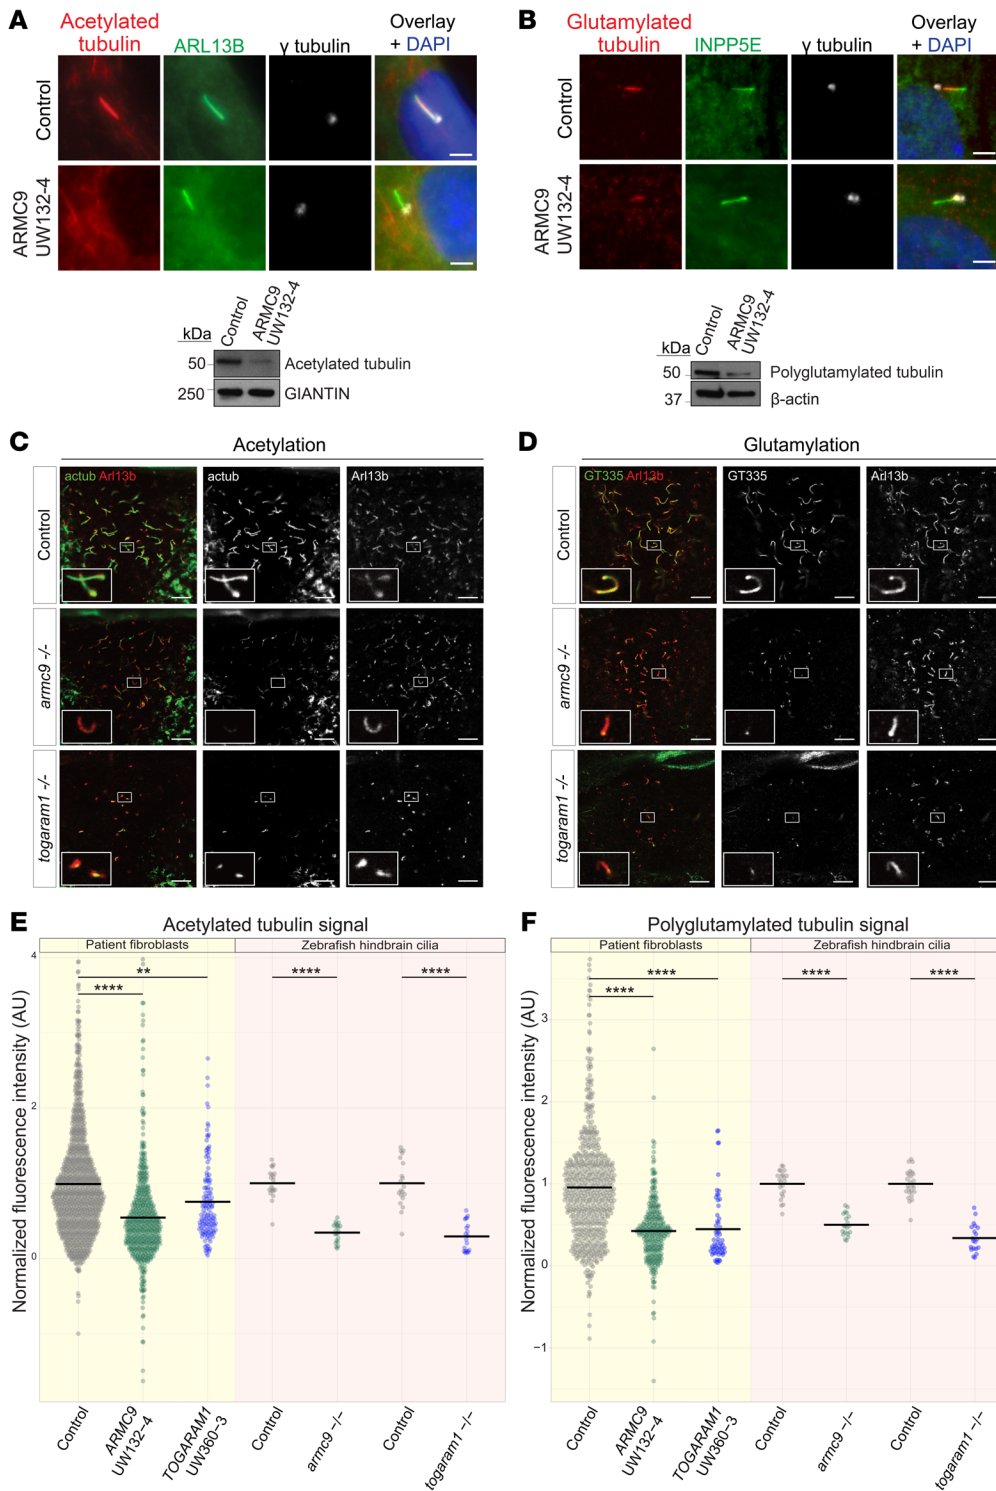 A
Acetylated
tubulin
ARL13B
γ tubulin
Overlay
+ DAPI
Control
ARMC9
UW132-4
kDa
Control
ARMC9
UW132-4
50
Acetylated tubulin
250
GIANTIN
B
Glutamylated
tubulin
INPP5E
γ tubulin
Overlay
+ DAPI
Control
ARMC9
UW132-4
kDa
Control
ARMC9
UW132-4
50
Polyglutamylated tubulin
37
β-actin
C
Acetylation
actub Arl13b
actub
Arl13b
Control
armc9 -/-
togaram1 -/-
D
Glutamylation
GT335 Arl13b
GT335
Arl13b
Control
armc9 -/-
togaram1 -/-
E
Acetylated tubulin signal
Patient fibroblasts
Zebrafish hindbrain cilia
Normalized fluorescence intensity (AU)
4
2
0
**
****
****
****
Control
ARMC9
UW132–4
TOGARAM1
UW360–3
Control
armc9 –/–
Control
togaram1 –/–
F
Polyglutamylated tubulin signal
Patient fibroblasts
Zebrafish hindbrain cilia
Normalized fluorescence intensity (AU)
3
2
1
0
−1
****
****
****
****
Control
ARMC9
UW132–4
TOGARAM1
UW360–3
Control
armc9 –/–
Control
togaram1 –/–